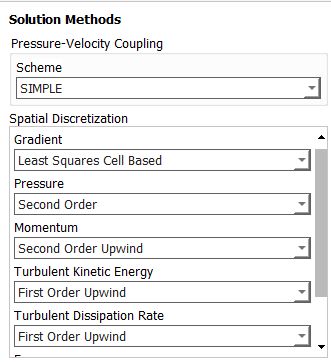 Solution Methods
Pressure-Velocity Coupling
Scheme
SIMPLE
Spatial Discretization
Gradient
Least Squares Cell Based
Pressure
Second Order
Momentum
Second Order Upwind
Turbulent Kinetic Energy
First Order Upwind
Turbulent Dissipation Rate
First Order Upwind